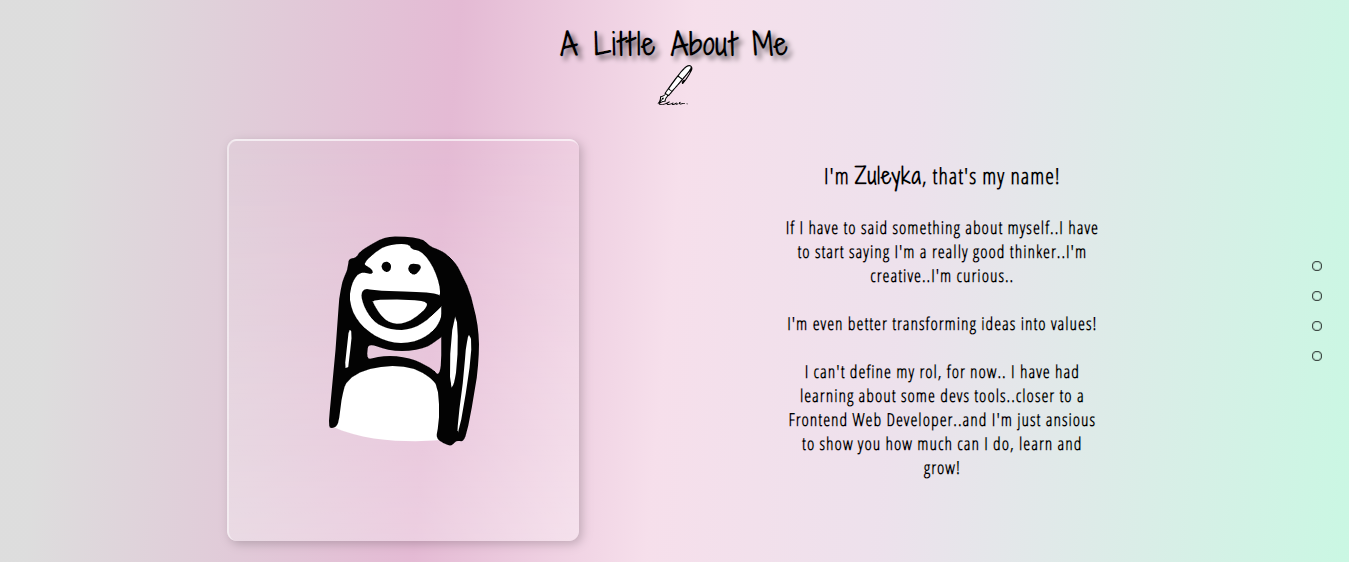 A Little About Me
I'm Zuleyka, that's my name!
If I have to said something about myself..I have
to start saying I'm a really good thinker..I'm
creative..I'm curious..
I'm even better transforming ideas into values!
I can't define my rol, for now.. I have had
learning about some devs tools..closer to a
Frontend Web Developer..and I'm just ansious
to show you how much can I do, learn and
grow!